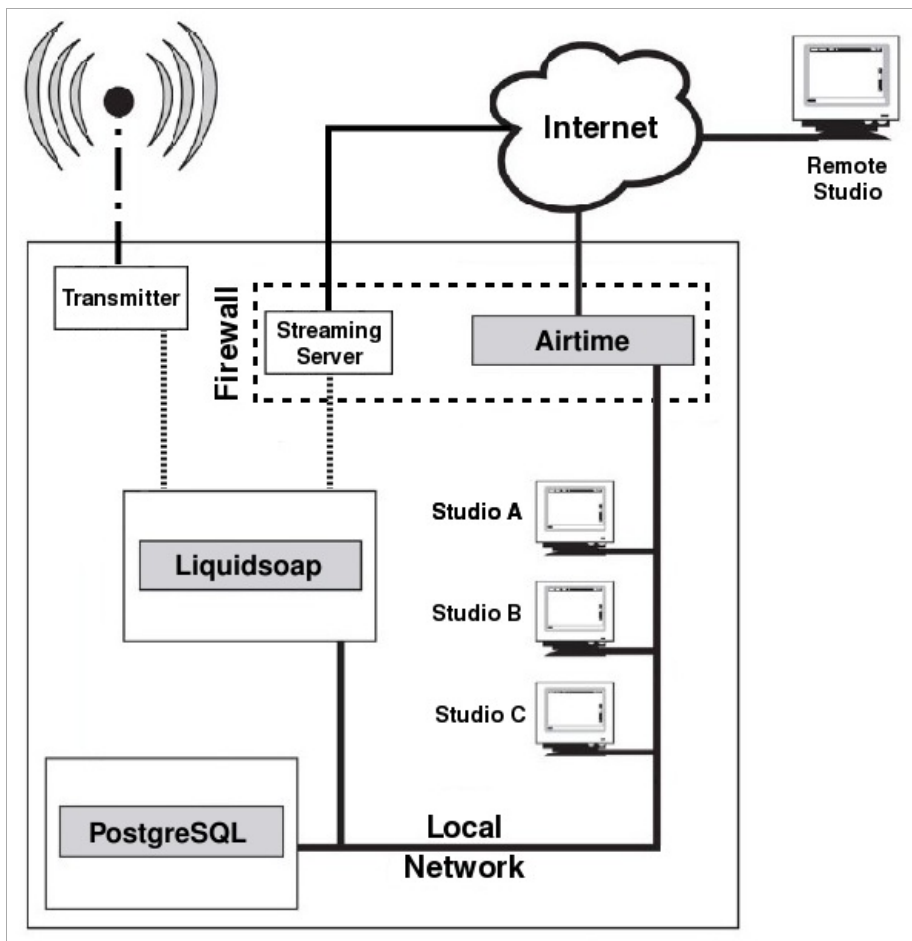 Internet
Remote
Studio
Transmitter
Firewall
Streaming
Server
Airtime
Studio A
Liquidsoap
Studio B
Studio C
PostgreSQL
Local
Network